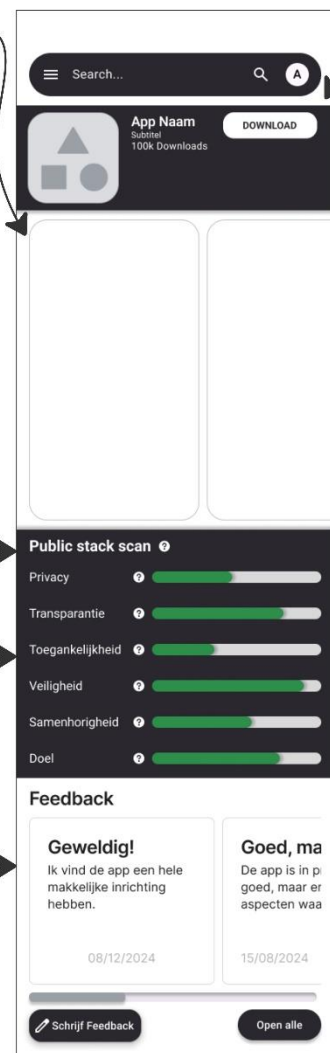 Search...
A
App Naam
Subtitel
100k Downloads
DOWNLOAD
Public stack scan ?
Privacy ?
Transparantie ?
Toegankelijkheid ?
Veiligheid ?
Samenhorigheid ?
Doel ?
Feedback
Geweldig!
Ik vind de app een hele
makkelijke inrichting
hebben.
08/12/2024
Goed, ma
De app is in
goed, maar
aspecten waa
15/08/2024
Schrijf Feedback
Open alle